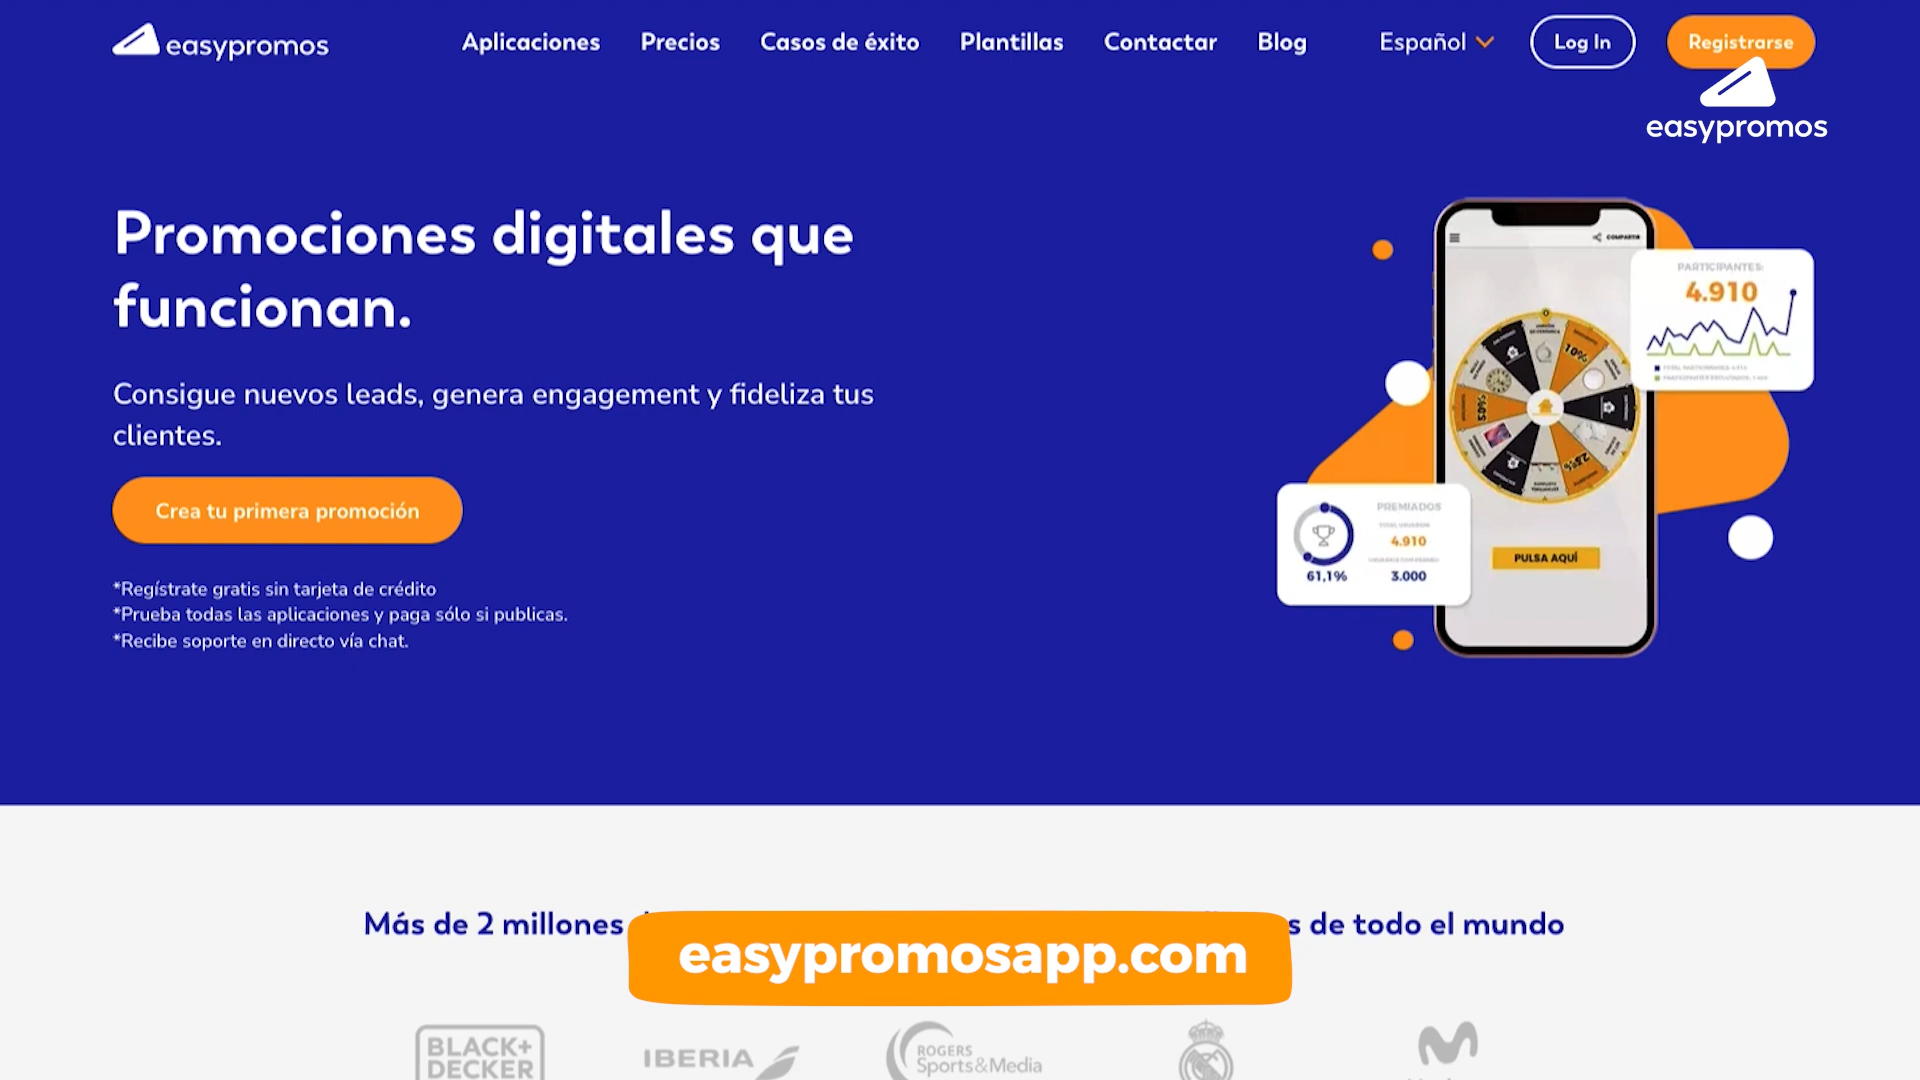 easypromos
Aplicaciones
Precios
Casos de éxito
Plantillas
Contactar
Blog
Español
Log In
Registrarse
easypromos
Promociones digitales que
funcionan.
Consigue nuevos leads, genera engagement y fideliza tus
clientes.
Crea tu primera promoción
*Regístrate gratis sin tarjeta de crédito
*Prueba todas las aplicaciones y paga sólo si publicas.
*Recibe soporte en directo vía chat.
COMPARTIR
PARTICIPANTES:
4.910
10%
50%
25%
PREMIADOS
4.910
61,1%
3.000
PULSA AQUÍ
Más de 2 millones
de todo el mundo
easypromosapp.com
BLACK+
DECKER
IBERIA
ROGERS
Sports&Media